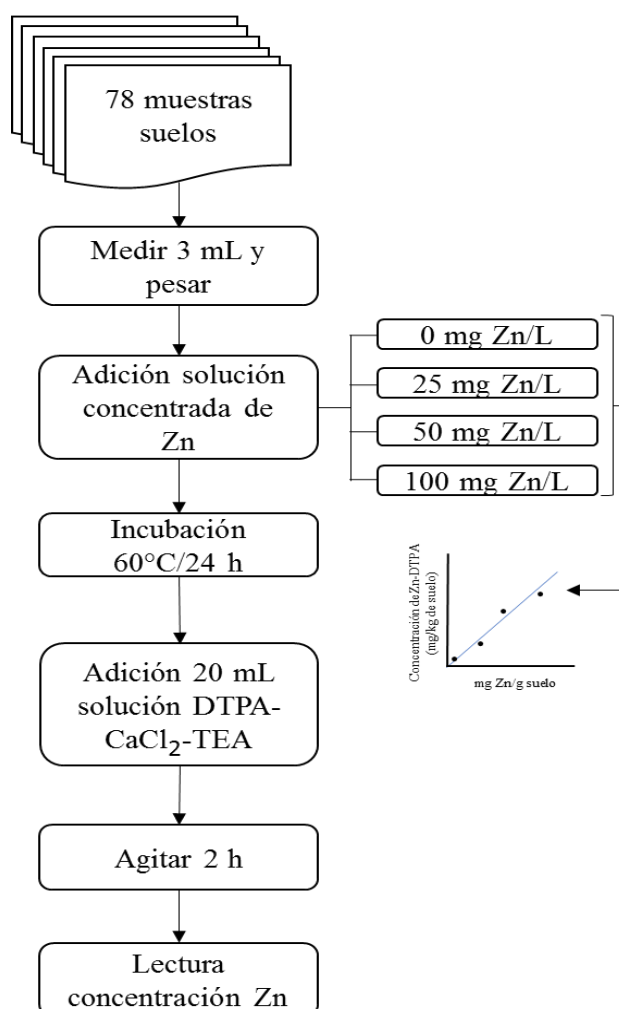 78 muestras
suelos
Medir 3 mL y
pesar
Adición solución
concentrada de
Zn
0 mg Zn/L
25 mg Zn/L
50 mg Zn/L
100 mg Zn/L
Incubación
60°C/24 h
Concentración de Zn-DTPA
(mg/kg de suelo)
mg Zn/g suelo
Adición 20 mL
solución DTPA-
CaCl₂-TEA
Agitar 2 h
Lectura
concentración Zn